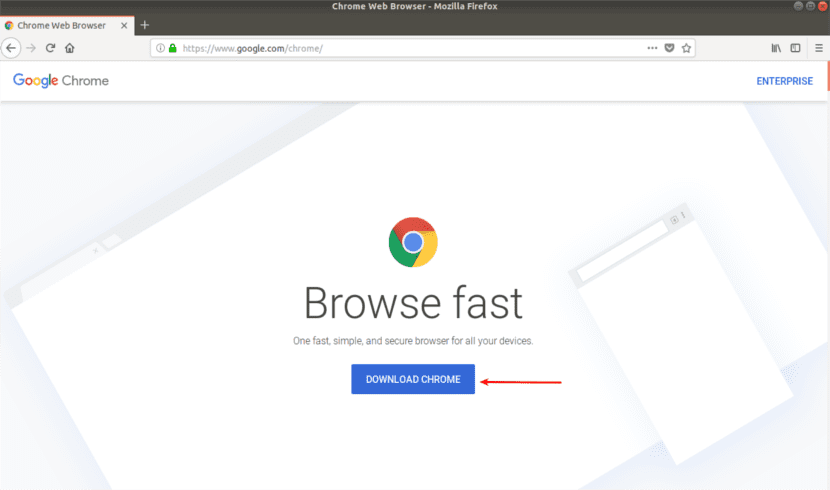 Chrome Web Browser - Mozilla Firefox
Chrome Web Browser
https://www.google.com/chrome/
Google Chrome
ENTERPRISE
Browse fast
One fast, simple, and secure browser for all your devices.
DOWNLOAD CHROME